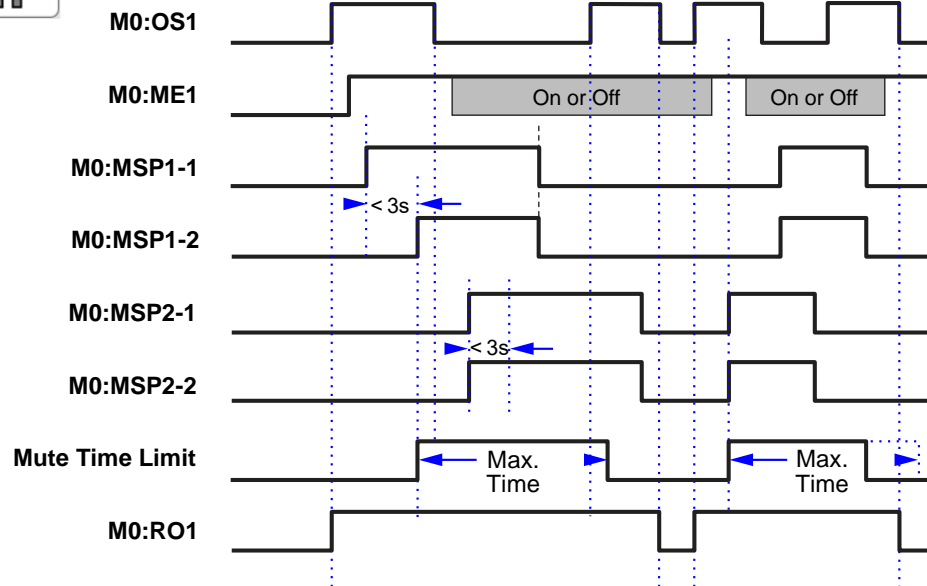 M0:OS1
M0:ME1
On or Off
On or Off
M0:MSP1-1
< 3s
M0:MSP1-2
M0:MSP2-1
< 3s
M0:MSP2-2
Mute Time Limit
Max.
Time
Max.
Time
M0:RO1